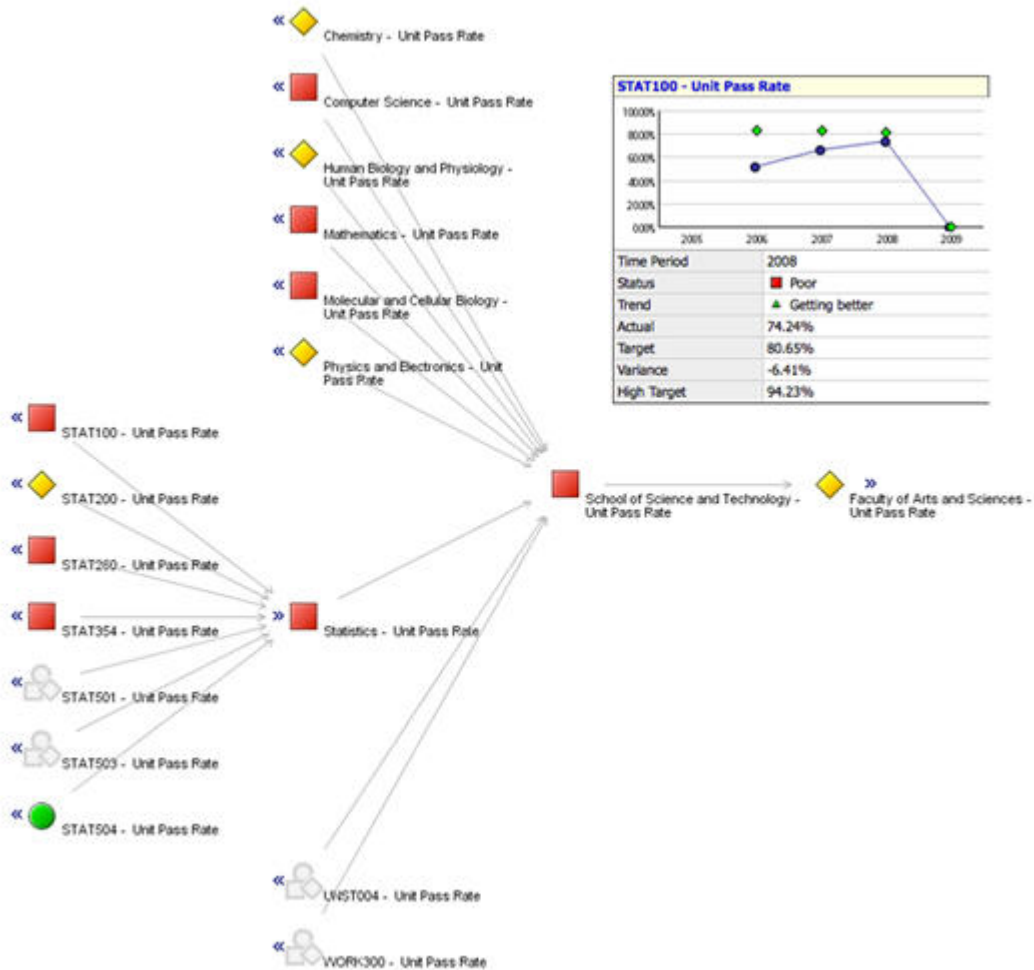 Chemistry - Unit Pass Rate
Computer Science - Unit Pass Rate
Human Biology and Physiology -
Unit Pass Rate
Mathematics - Unit Pass Rate
Molecular and Cellular Biology -
Unit Pass Rate
Physics and Electronics - Unit
Pass Rate
STAT100 - Unit Pass Rate
10000%
8000%
6000%
4000%
2000%
000%
2005 2006 2007 2008 2009
Time Period 2008
Status Poor
Trend Getting better
Actual 74.24%
Target 80.65%
Variance -6.41%
High Target 94.23%
STAT100 - Unit Pass Rate
STAT200 - Unit Pass Rate
STAT260 - Unit Pass Rate
STAT354 - Unit Pass Rate
STAT501 - Unit Pass Rate
STAT503 - Unit Pass Rate
STAT504 - Unit Pass Rate
Statistics - Unit Pass Rate
School of Science and Technology -
Unit Pass Rate
Faculty of Arts and Sciences -
Unit Pass Rate
UNST004 - Unit Pass Rate
WORK300 - Unit Pass Rate